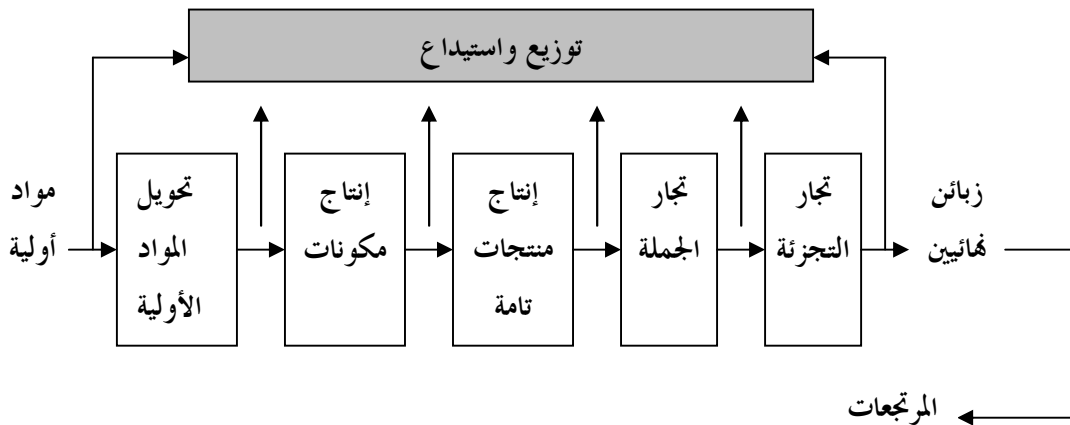 توزيع واستيداع
مواد
أولية
تحويل
المواد
الأولية
إنتاج
مكونات
إنتاج
منتجات
تامة
تجار
الجملة
تجار
التجزئة
زبائن
نهائيين
المرتجعات